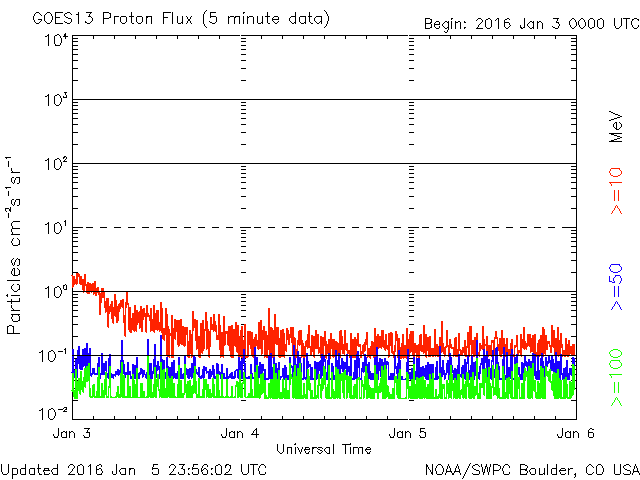 GOES13 Proton Flux (5 minute data)
Begin: 2016 Jan 3 0000 UTC
Particles cm⁻²s⁻¹sr⁻¹
10⁴
10³
10²
10¹
10⁰
10⁻¹
10⁻²
Jan 3
Jan 4
Jan 5
Jan 6
Universal Time
MeV
>=10
>=50
>=100
Updated 2016 Jan 5 23:56:02 UTC
NOAA/SWPC Boulder, CO USA